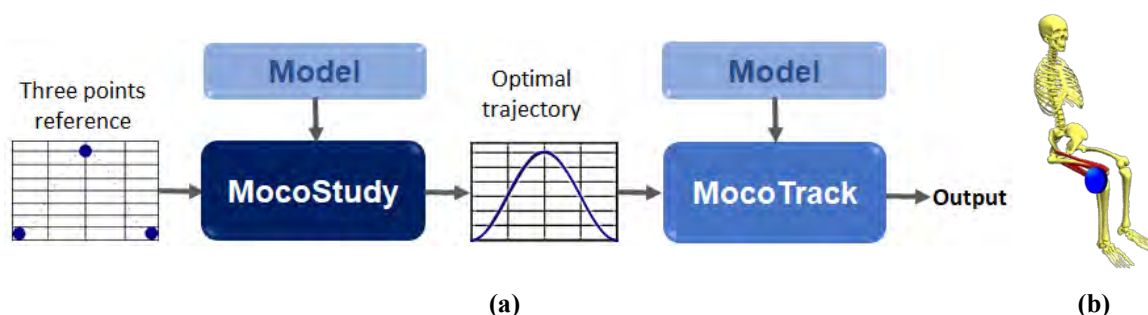 Three points
reference
Model
MocoStudy
Optimal
trajectory
Model
MocoTrack
Output
(a)
(b)